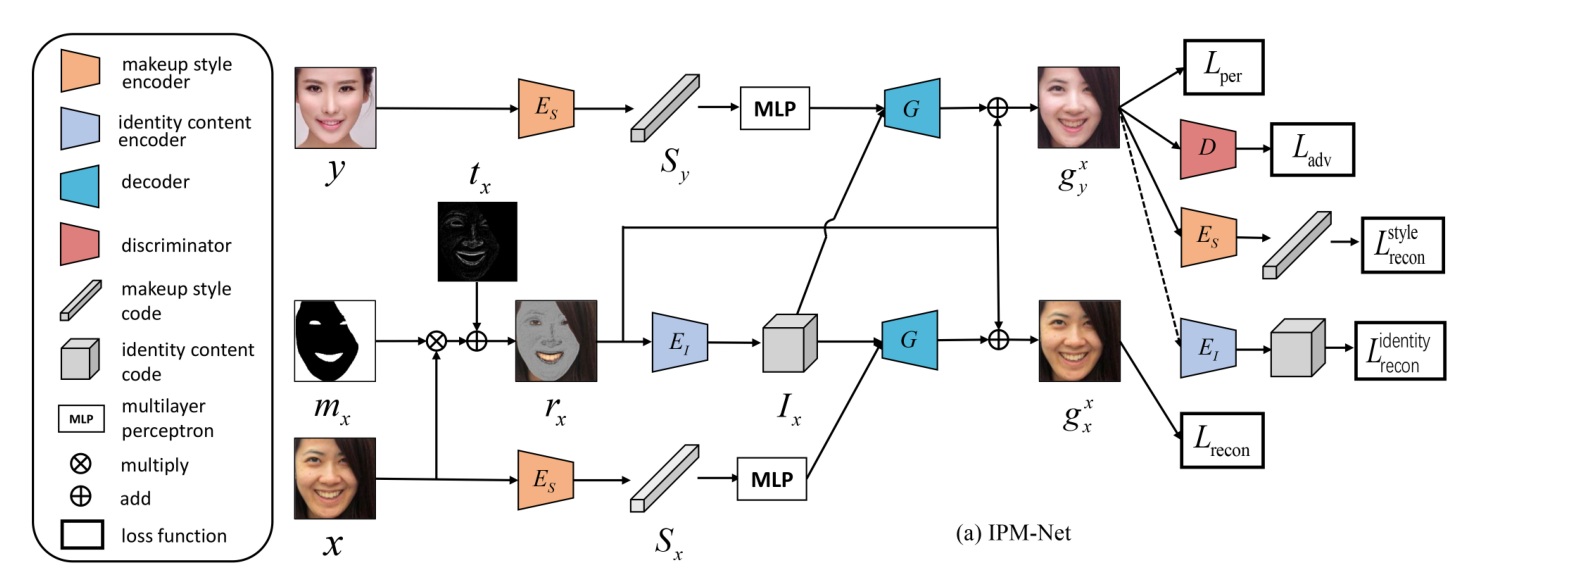 makeup style
encoder
identity content
encoder
decoder
discriminator
makeup style
code
identity content
code
MLP
multilayer
perceptron
multiply
add
loss function
y
E_S
S_y
MLP
G
g_y^x
L_per
D
L_adv
E_S
L_recon^style
E_I
L_recon^identity
t_x
m_x
r_x
E_I
I_x
G
g_x^x
L_recon
x
E_S
S_x
MLP
(a) IPM-Net